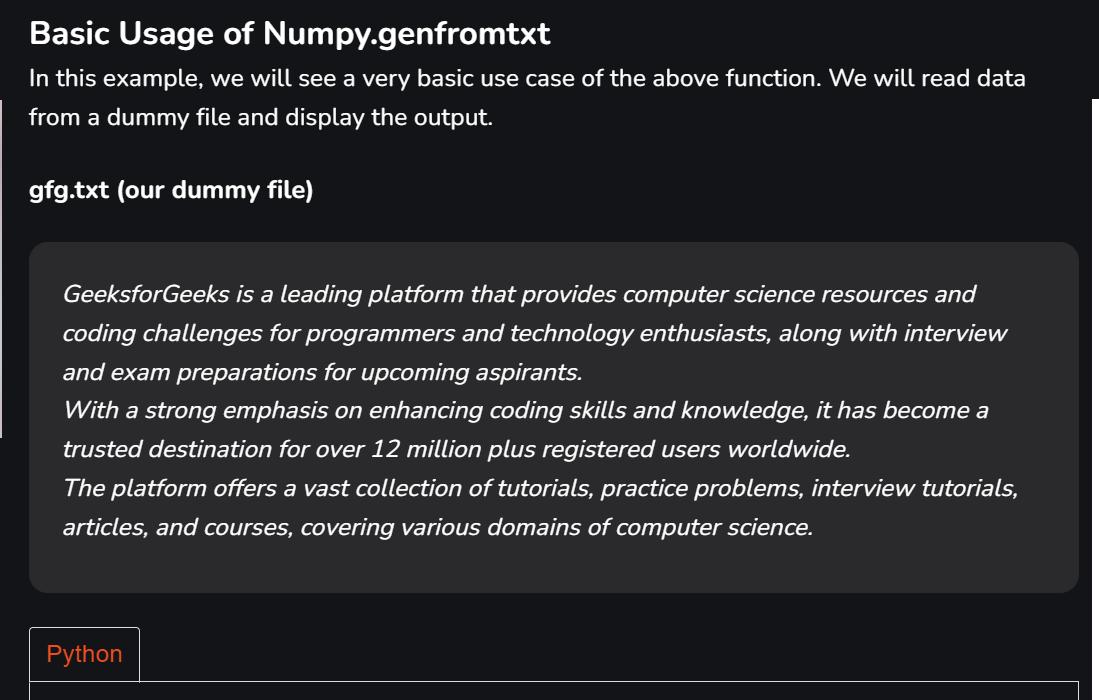 Basic Usage of Numpy.genfromtxt
In this example, we will see a very basic use case of the above function. We will read data
from a dummy file and display the output.
gfg.txt (our dummy file)
GeeksforGeeks is a leading platform that provides computer science resources and
coding challenges for programmers and technology enthusiasts, along with interview
and exam preparations for upcoming aspirants.
With a strong emphasis on enhancing coding skills and knowledge, it has become a
trusted destination for over 12 million plus registered users worldwide.
The platform offers a vast collection of tutorials, practice problems, interview tutorials,
articles, and courses, covering various domains of computer science.
Python